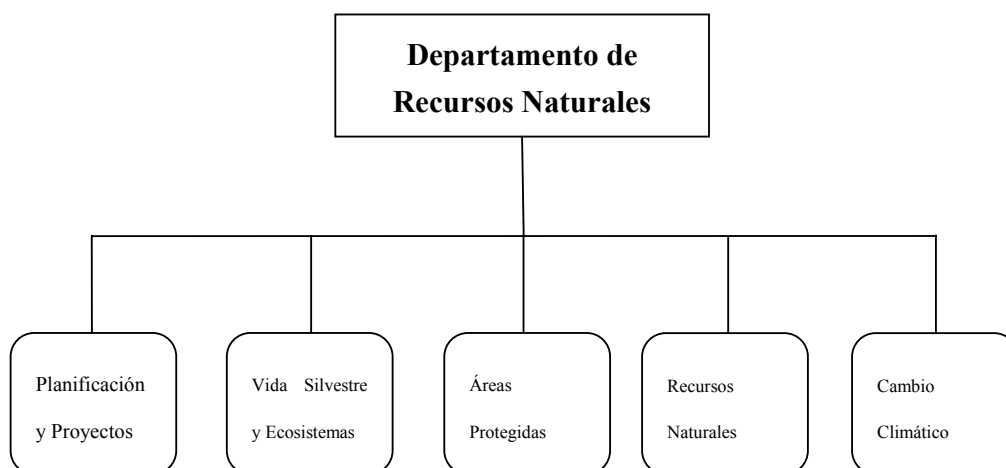 Departamento de
Recursos Naturales
Planificación
y Proyectos
Vida Silvestre
y Ecosistemas
Áreas
Protegidas
Recursos
Naturales
Cambio
Climático